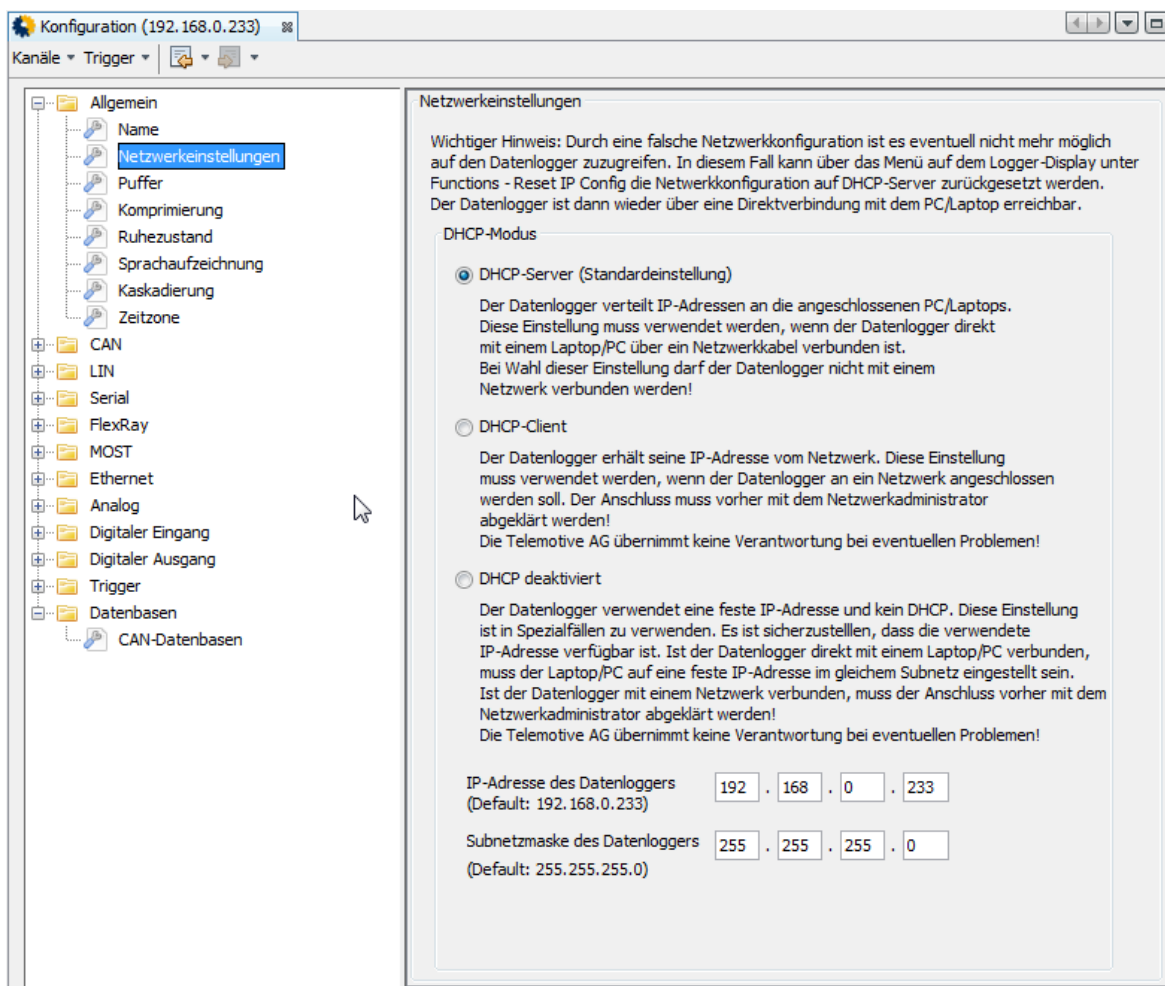 Konfiguration (192.168.0.233)
Kanäle Trigger
Allgemein
Name
Netzwerkeinstellungen
Puffer
Komprimierung
Ruhezustand
Sprachaufzeichnung
Kaskadierung
Zeitzone
CAN
LIN
Serial
FlexRay
MOST
Ethernet
Analog
Digitaler Eingang
Digitaler Ausgang
Trigger
Datenbasen
CAN-Datenbasen
Netzwerkeinstellungen
Wichtiger Hinweis: Durch eine falsche Netzwerkkonfiguration ist es eventuell nicht mehr möglich
auf den Datenlogger zuzugreifen. In diesem Fall kann über das Menü auf dem Logger-Display unter
Functions - Reset IP Config die Netwerkkonfiguration auf DHCP-Server zurückgesetzt werden.
Der Datenlogger ist dann wieder über eine Direktverbindung mit dem PC/Laptop erreichbar.
DHCP-Modus
DHCP-Server (Standardeinstellung)
Der Datenlogger verteilt IP-Adressen an die angeschlossenen PC/Laptops.
Diese Einstellung muss verwendet werden, wenn der Datenlogger direkt
mit einem Laptop/PC über ein Netzwerkkabel verbunden ist.
Bei Wahl dieser Einstellung darf der Datenlogger nicht mit einem
Netzwerk verbunden werden!
DHCP-Client
Der Datenlogger erhält seine IP-Adresse vom Netzwerk. Diese Einstellung
muss verwendet werden, wenn der Datenlogger an ein Netzwerk angeschlossen
werden soll. Der Anschluss muss vorher mit dem Netzwerkadministrator
abgeklärt werden!
Die Telemotive AG übernimmt keine Verantwortung bei eventuellen Problemen!
DHCP deaktiviert
Der Datenlogger verwendet eine feste IP-Adresse und kein DHCP. Diese Einstellung
ist in Spezialfällen zu verwenden. Es ist sicherzustelllen, dass die verwendete
IP-Adresse verfügbar ist. Ist der Datenlogger direkt mit einem Laptop/PC verbunden,
muss der Laptop/PC auf eine feste IP-Adresse im gleichem Subnetz eingestellt sein.
Ist der Datenlogger mit einem Netzwerk verbunden, muss der Anschluss vorher mit dem
Netzwerkadministrator abgeklärt werden!
Die Telemotive AG übernimmt keine Verantwortung bei eventuellen Problemen!
IP-Adresse des Datenloggers 192 . 168 . 0 . 233
(Default: 192.168.0.233)
Subnetzmaske des Datenloggers 255 . 255 . 255 . 0
(Default: 255.255.255.0)